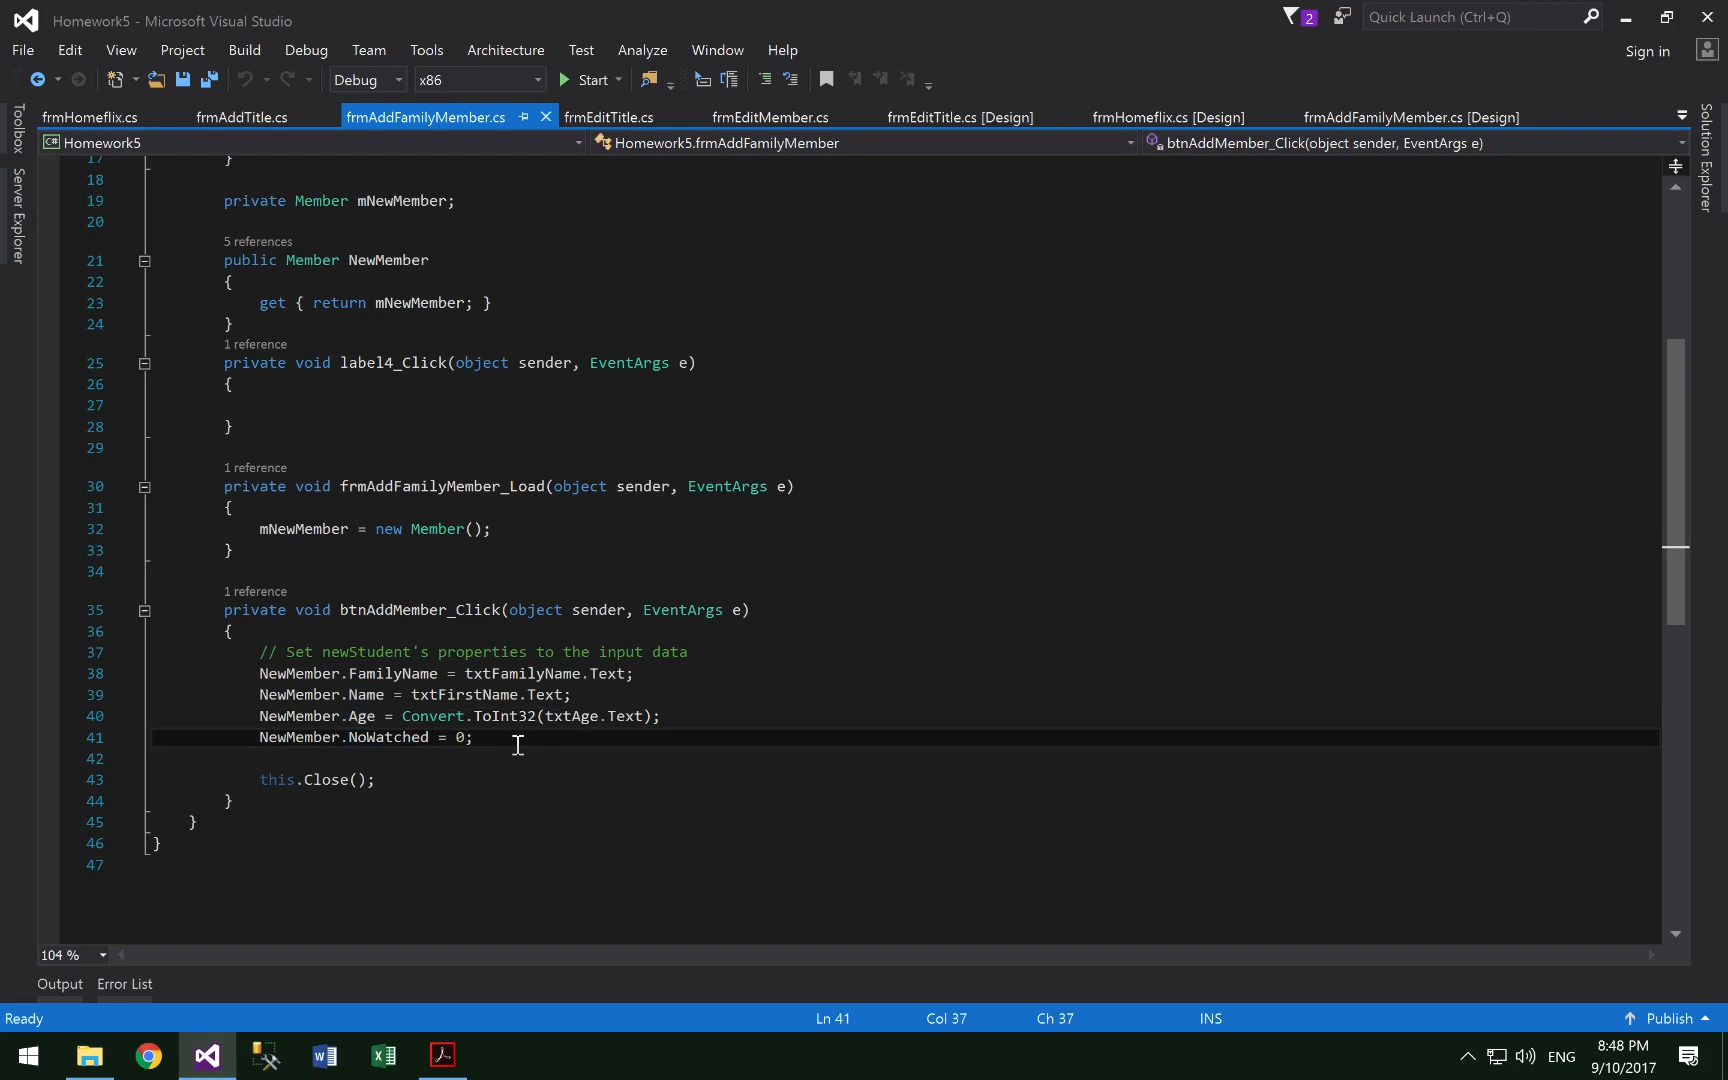 Homework5 - Microsoft Visual Studio
2
Quick Launch (Ctrl+Q)
File Edit View Project Build Debug Team Tools Architecture Test Analyze Window Help
Sign in
Debug x86 Start
frmHomeflix.cs frmAddTitle.cs frmAddFamilyMember.cs frmEditTitle.cs frmEditMember.cs frmEditTitle.cs [Design] frmHomeflix.cs [Design] frmAddFamilyMember.cs [Design]
Toolbox
Server Explorer
Solution Explorer
C# Homework5 Homework5.frmAddFamilyMember btnAddMember_Click(object sender, EventArgs e)
17 }
18
19 private Member mNewMember;
20
5 references
21 public Member NewMember
22 {
23 get { return mNewMember; }
24 }
1 reference
25 private void label4_Click(object sender, EventArgs e)
26 {
27
28 }
29
1 reference
30 private void frmAddFamilyMember_Load(object sender, EventArgs e)
31 {
32 mNewMember = new Member();
33 }
34
1 reference
35 private void btnAddMember_Click(object sender, EventArgs e)
36 {
37 // Set newStudent's properties to the input data
38 NewMember.FamilyName = txtFamilyName.Text;
39 NewMember.Name = txtFirstName.Text;
40 NewMember.Age = Convert.ToInt32(txtAge.Text);
41 NewMember.NoWatched = 0;
42
43 this.Close();
44 }
45 }
46 }
47
104 %
Output Error List
Ready Ln 41 Col 37 Ch 37 INS Publish
ENG
8:48 PM
9/10/2017